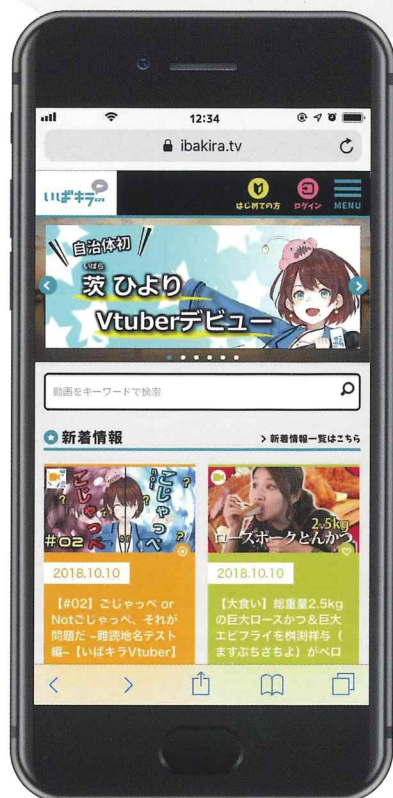 12:34
ibakira.tv
いばキラ
はじめての方
ログイン
MENU
自治体初
いばら
茨 ひより
Vtuberデビュー
動画をキーワードで検索
新着情報
> 新着情報一覧はこちら
ごじゃっぺ
ごじゃっぺ
#02
2.5kg
ロースポークとんかつ
2018.10.10
【#02】ごじゃっぺ or
Notごじゃっぺ、それが
問題だ ~難読地名テスト
編~【いばキラVtuber】
2018.10.10
【大食い】総重量2.5kg
の巨大ロースかつ&巨大
エビフライを桝渕祥与(
ますぶちさちよ)がペロ